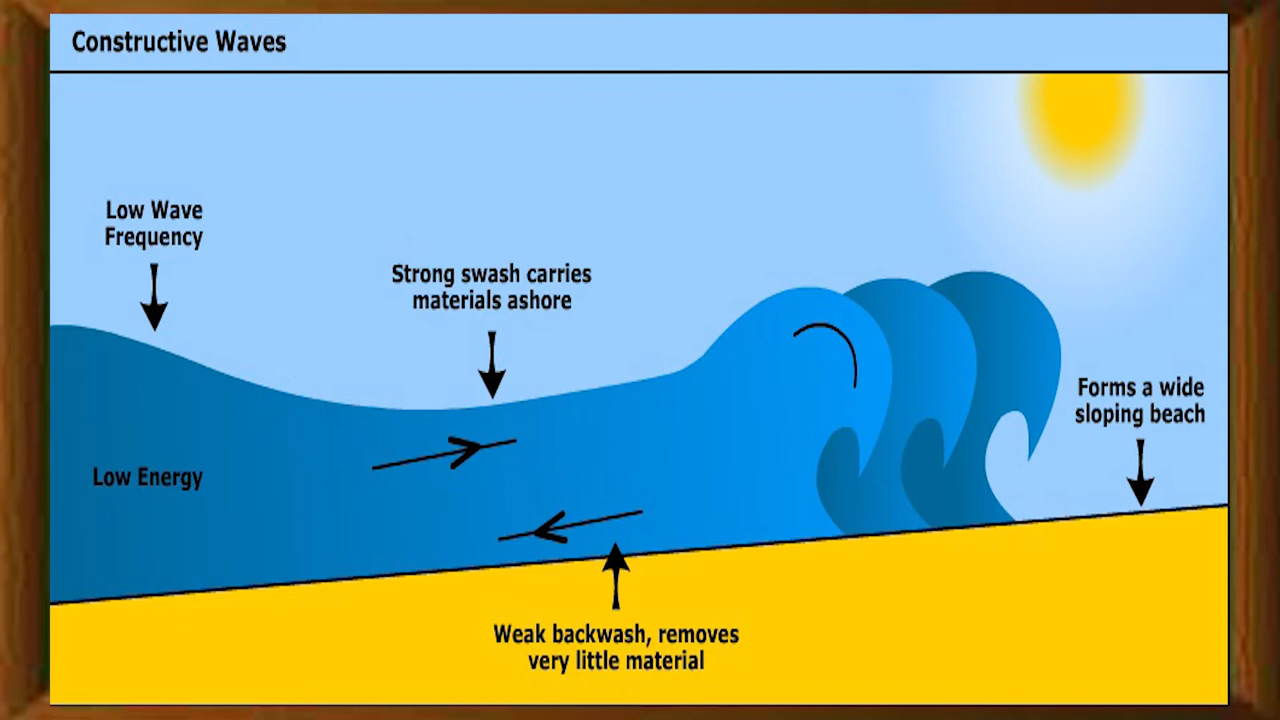 Constructive Waves
Low Wave
Frequency
Strong swash carries
materials ashore
Forms a wide
sloping beach
Low Energy
Weak backwash, removes
very little material